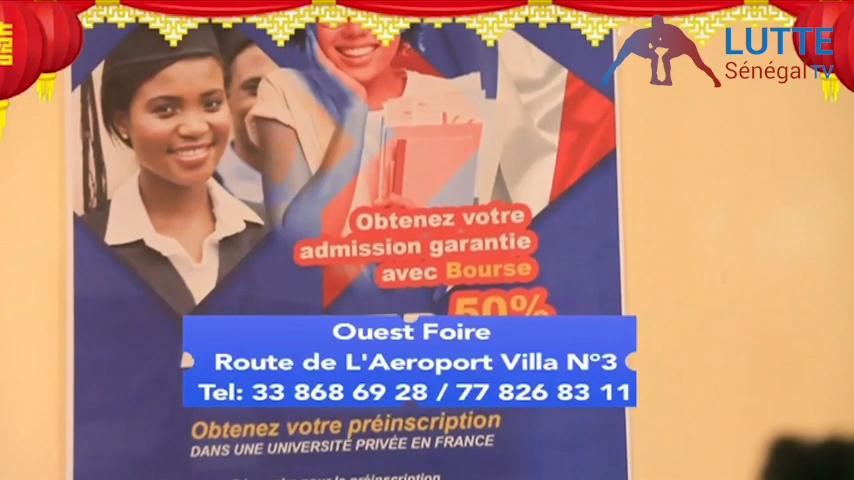 LUTTE
Sénégal TV
Obtenez votre
admission garantie
avec Bourse
50%
Ouest Foire
Route de L'Aeroport Villa N°3
Tel: 33 868 69 28 / 77 826 83 11
Obtenez votre préinscription
DANS UNE UNIVERSITÉ PRIVÉE EN FRANCE